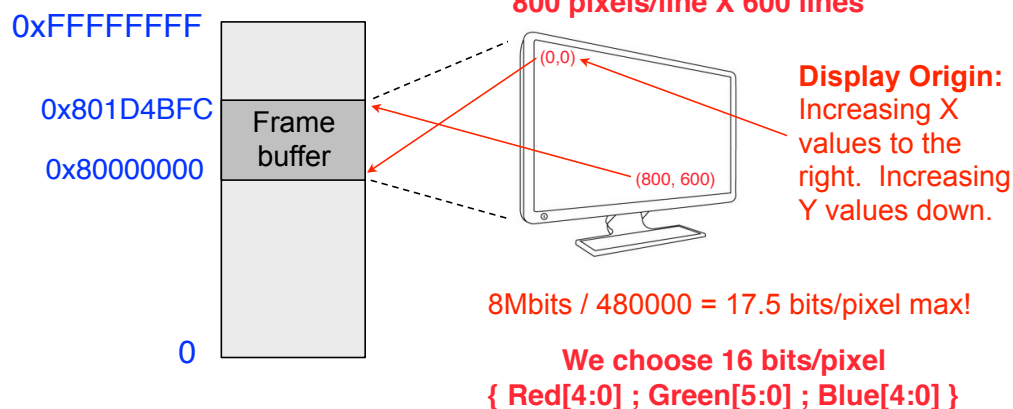 800 pixels/line X 600 lines
0xFFFFFFFF
0x801D4BFC
Frame
buffer
0x80000000
0
(0,0)
(800, 600)
Display Origin:
Increasing X
values to the
right. Increasing
Y values down.
8Mbits / 480000 = 17.5 bits/pixel max!
We choose 16 bits/pixel
{ Red[4:0] ; Green[5:0] ; Blue[4:0] }